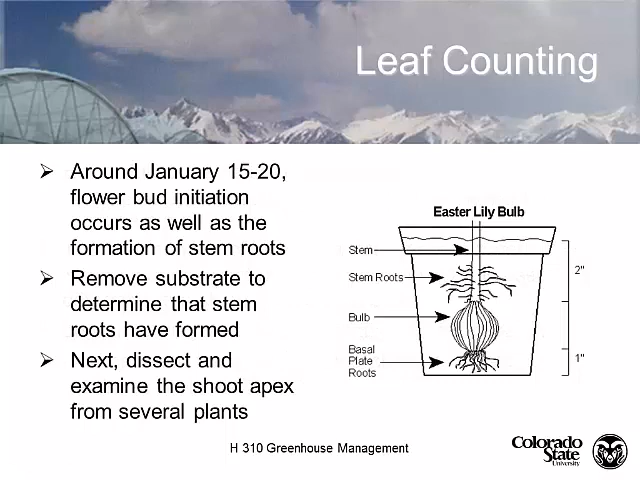 Leaf Counting
➢ Around January 15-20,
flower bud initiation
occurs as well as the
formation of stem roots
➢ Remove substrate to
determine that stem
roots have formed
➢ Next, dissect and
examine the shoot apex
from several plants
Easter Lily Bulb
Stem
Stem Roots
Bulb
Basal
Plate
Roots
2"
1"
H 310 Greenhouse Management
Colorado
State
University